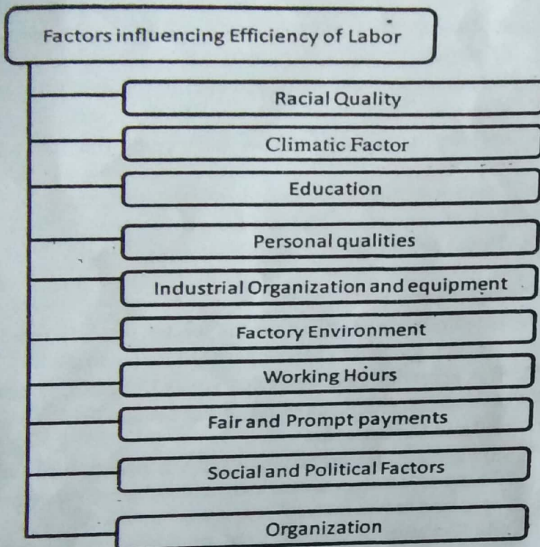 Factors influencing Efficiency of Labor
Racial Quality
Climatic Factor
Education
Personal qualities
Industrial Organization and equipment
Factory Environment
Working Hours
Fair and Prompt payments
Social and Political Factors
Organization